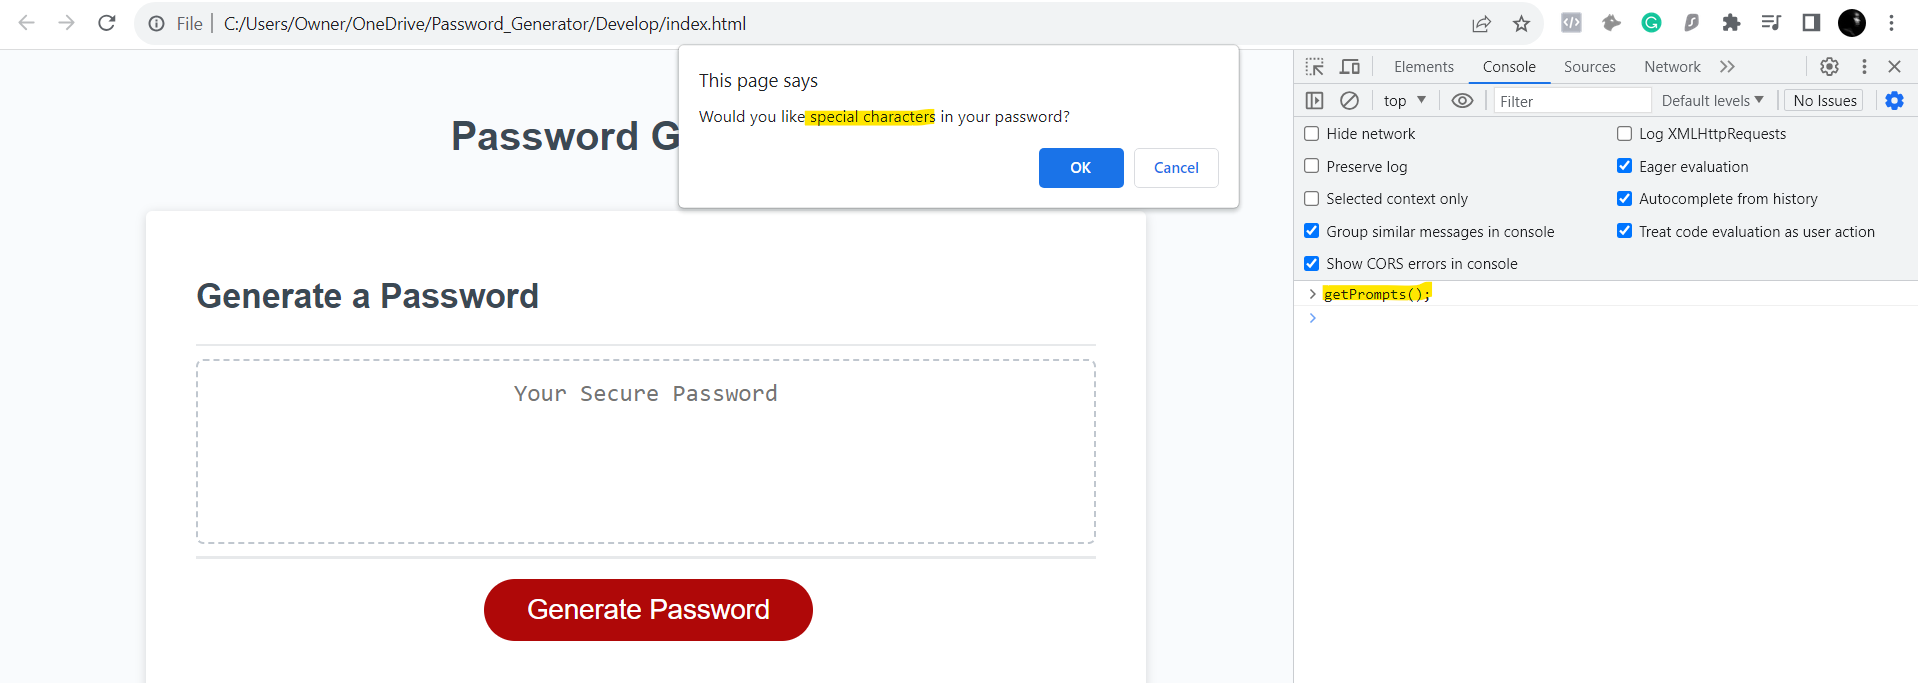 File | C:/Users/Owner/OneDrive/Password_Generator/Develop/index.html
This page says
Would you like special characters in your password?
OK
Cancel
Password G
Generate a Password
Your Secure Password
Generate Password
Elements
Console
Sources
Network
top
Filter
Default levels
No Issues
Hide network
Log XMLHttpRequests
Preserve log
Eager evaluation
Selected context only
Autocomplete from history
Group similar messages in console
Treat code evaluation as user action
Show CORS errors in console
getPrompts();